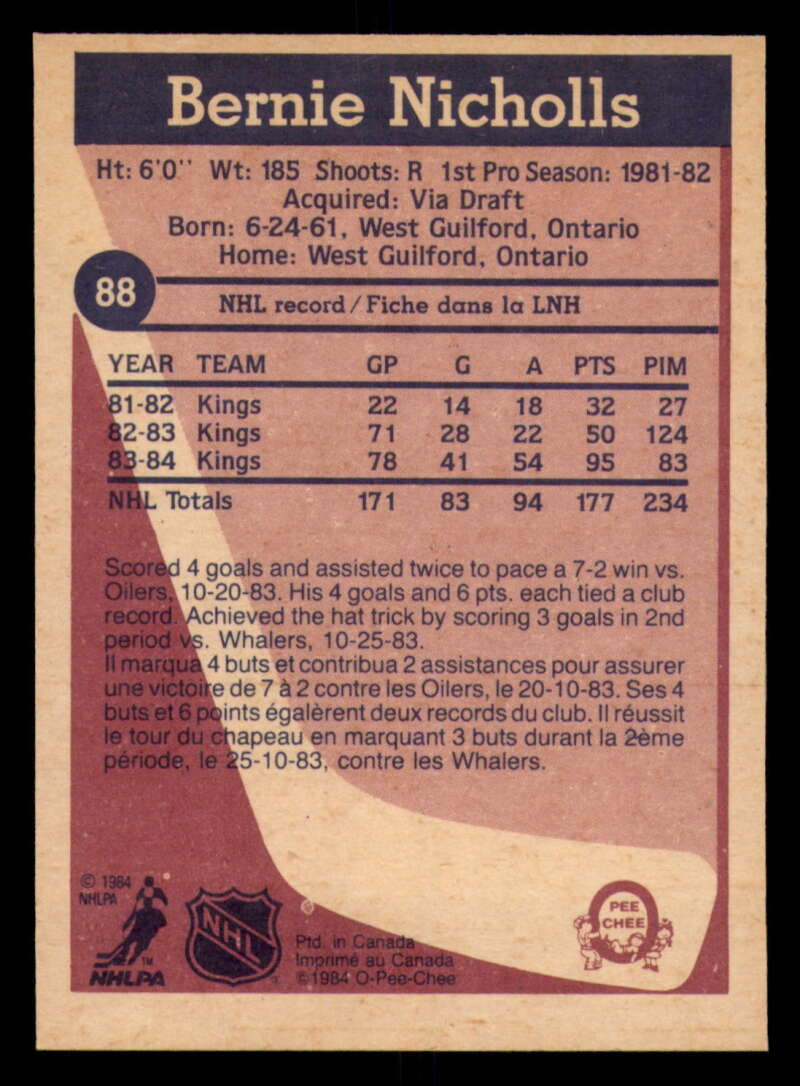 Bernie Nicholls
Ht: 6'0'' Wt: 185 Shoots: R 1st Pro Season: 1981-82
Acquired: Via Draft
Born: 6-24-61, West Guilford, Ontario
Home: West Guilford, Ontario
88
NHL record/Fiche dans la LNH
YEAR TEAM GP G A PTS PIM
81-82 Kings 22 14 18 32 27
82-83 Kings 71 28 22 50 124
83-84 Kings 78 41 54 95 83
NHL Totals 171 83 94 177 234
Scored 4 goals and assisted twice to pace a 7-2 win vs.
Oilers, 10-20-83. His 4 goals and 6 pts. each tied a club
record. Achieved the hat trick by scoring 3 goals in 2nd
period vs. Whalers, 10-25-83.
Il marqua 4 buts et contribua 2 assistances pour assurer
une victoire de 7 à 2 contre les Oilers, le 20-10-83. Ses 4
buts et 6 points égalèrent deux records du club. Il réussit
le tour du chapeau en marquant 3 buts durant la 2ème
période, le 25-10-83, contre les Whalers.
© 1984
NHLPA
TM
NHLPA
NHL
Ptd. in Canada
Imprimé au Canada
©1984 O-Pee-Chee
PEE
CHEE